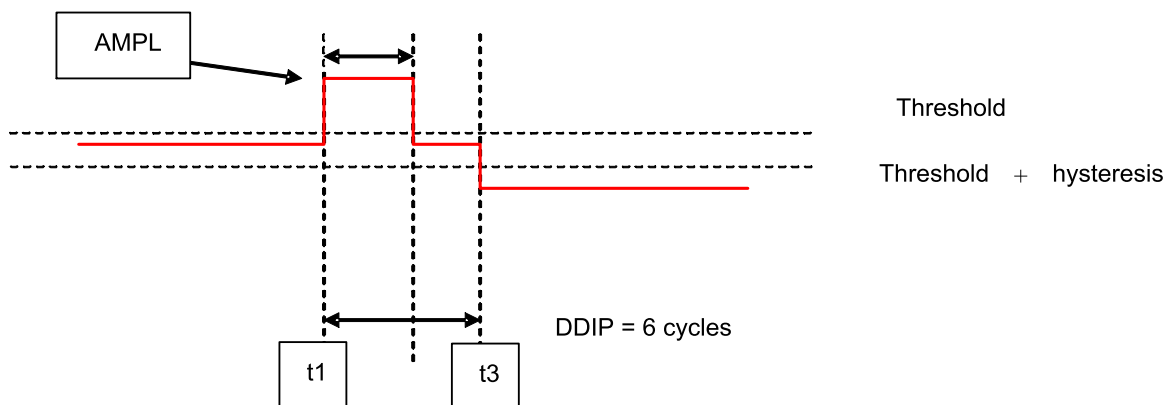 AMPL
Threshold
Threshold + hysteresis
DDIP = 6 cycles
t1
t3